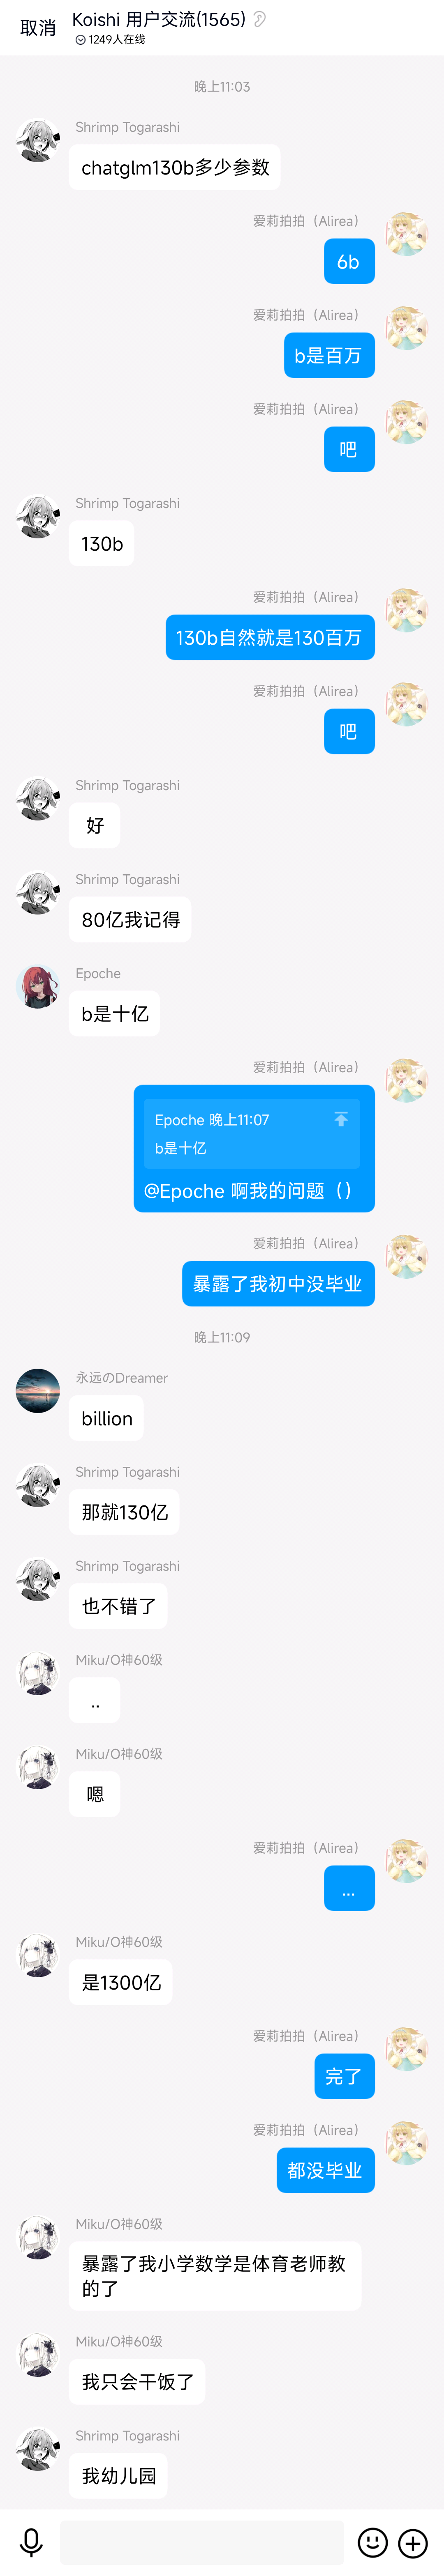 取消
Koishi 用户交流(1565)
1249人在线
晚上11:03
Shrimp Togarashi
chatglm130b多少参数
爱莉拍拍（Alirea）
6b
爱莉拍拍（Alirea）
b是百万
爱莉拍拍（Alirea）
吧
Shrimp Togarashi
130b
爱莉拍拍（Alirea）
130b自然就是130百万
爱莉拍拍（Alirea）
吧
Shrimp Togarashi
好
Shrimp Togarashi
80亿我记得
Epoche
b是十亿
爱莉拍拍（Alirea）
Epoche 晚上11:07
b是十亿
@Epoche 啊我的问题（）
爱莉拍拍（Alirea）
暴露了我初中没毕业
晚上11:09
永远のDreamer
billion
Shrimp Togarashi
那就130亿
Shrimp Togarashi
也不错了
Miku/O神60级
..
Miku/O神60级
嗯
爱莉拍拍（Alirea）
...
Miku/O神60级
是1300亿
爱莉拍拍（Alirea）
完了
爱莉拍拍（Alirea）
都没毕业
Miku/O神60级
暴露了我小学数学是体育老师教
的了
Miku/O神60级
我只会干饭了
Shrimp Togarashi
我幼儿园